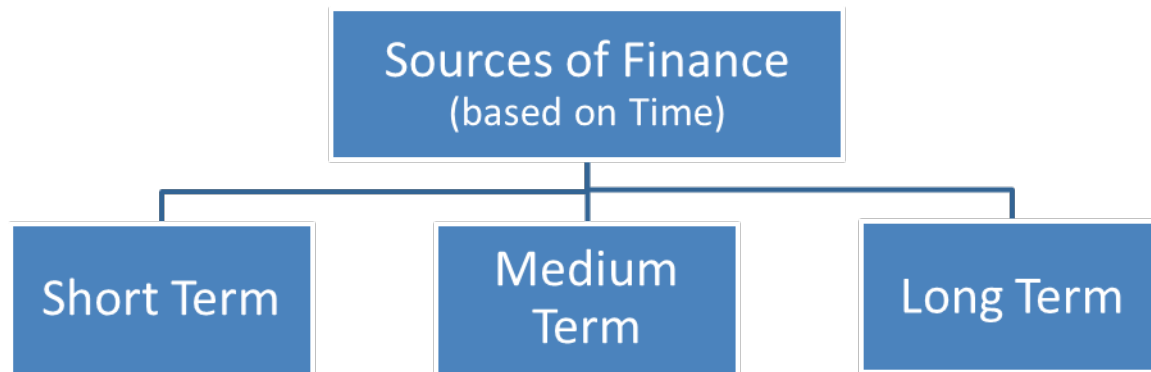 Sources of Finance
(based on Time)
Short Term
Medium
Term
Long Term